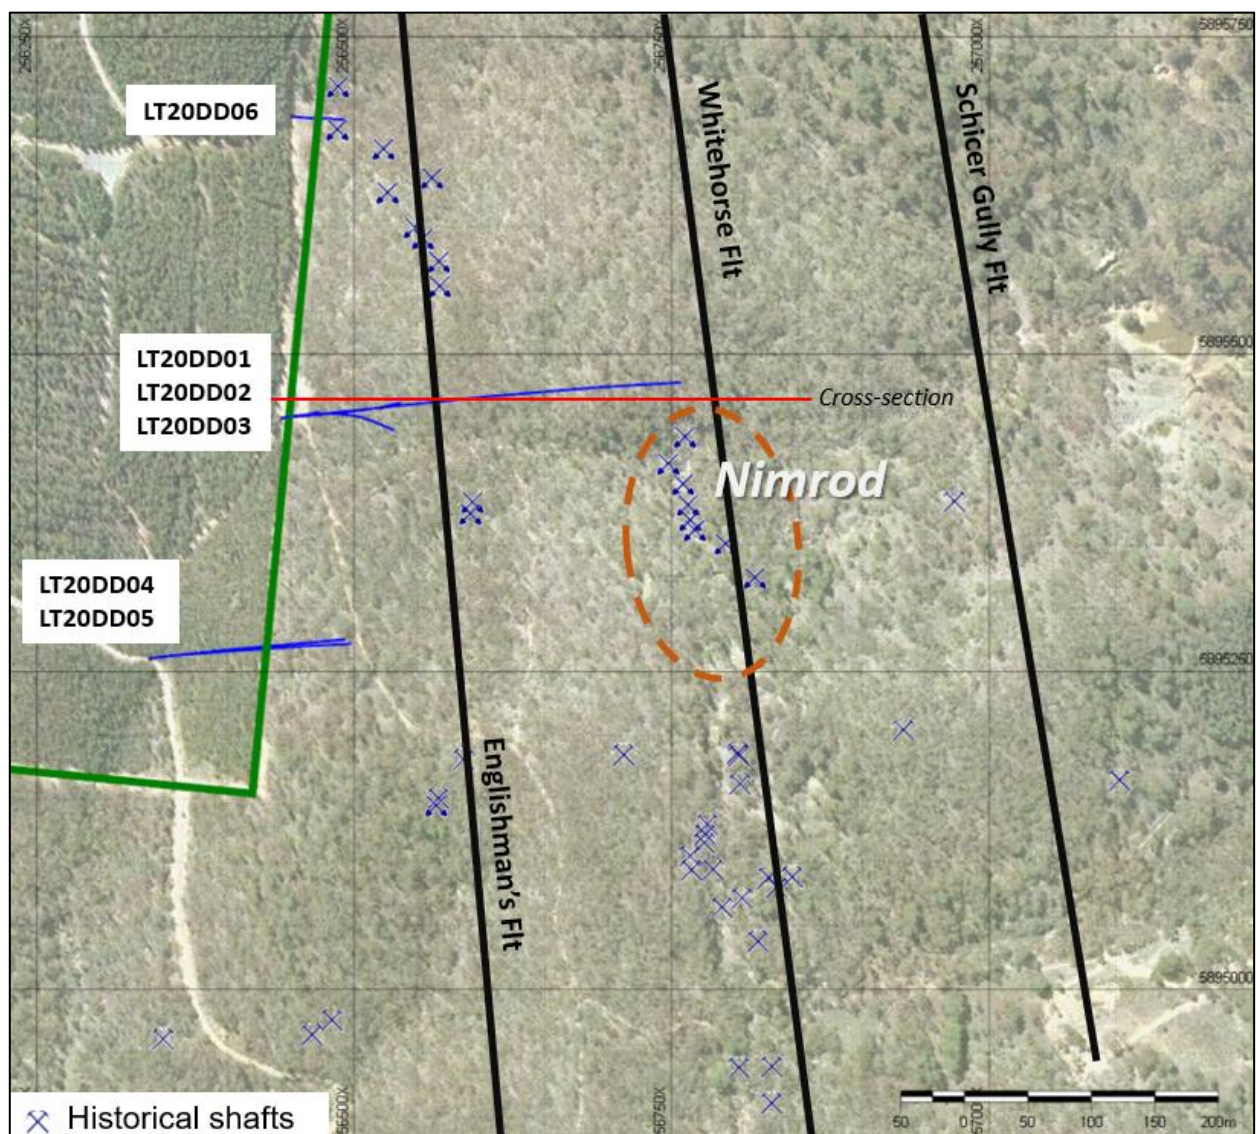 5895750
LT20DD06
Whitehorse Flt
Schicer Gully Flt
LT20DD01
LT20DD02
LT20DD03
5895500
Cross-section
Nimrod
LT20DD04
LT20DD05
5895250
Englishman's Flt
5895000
50 0 50 100 150 200m
Historical shafts